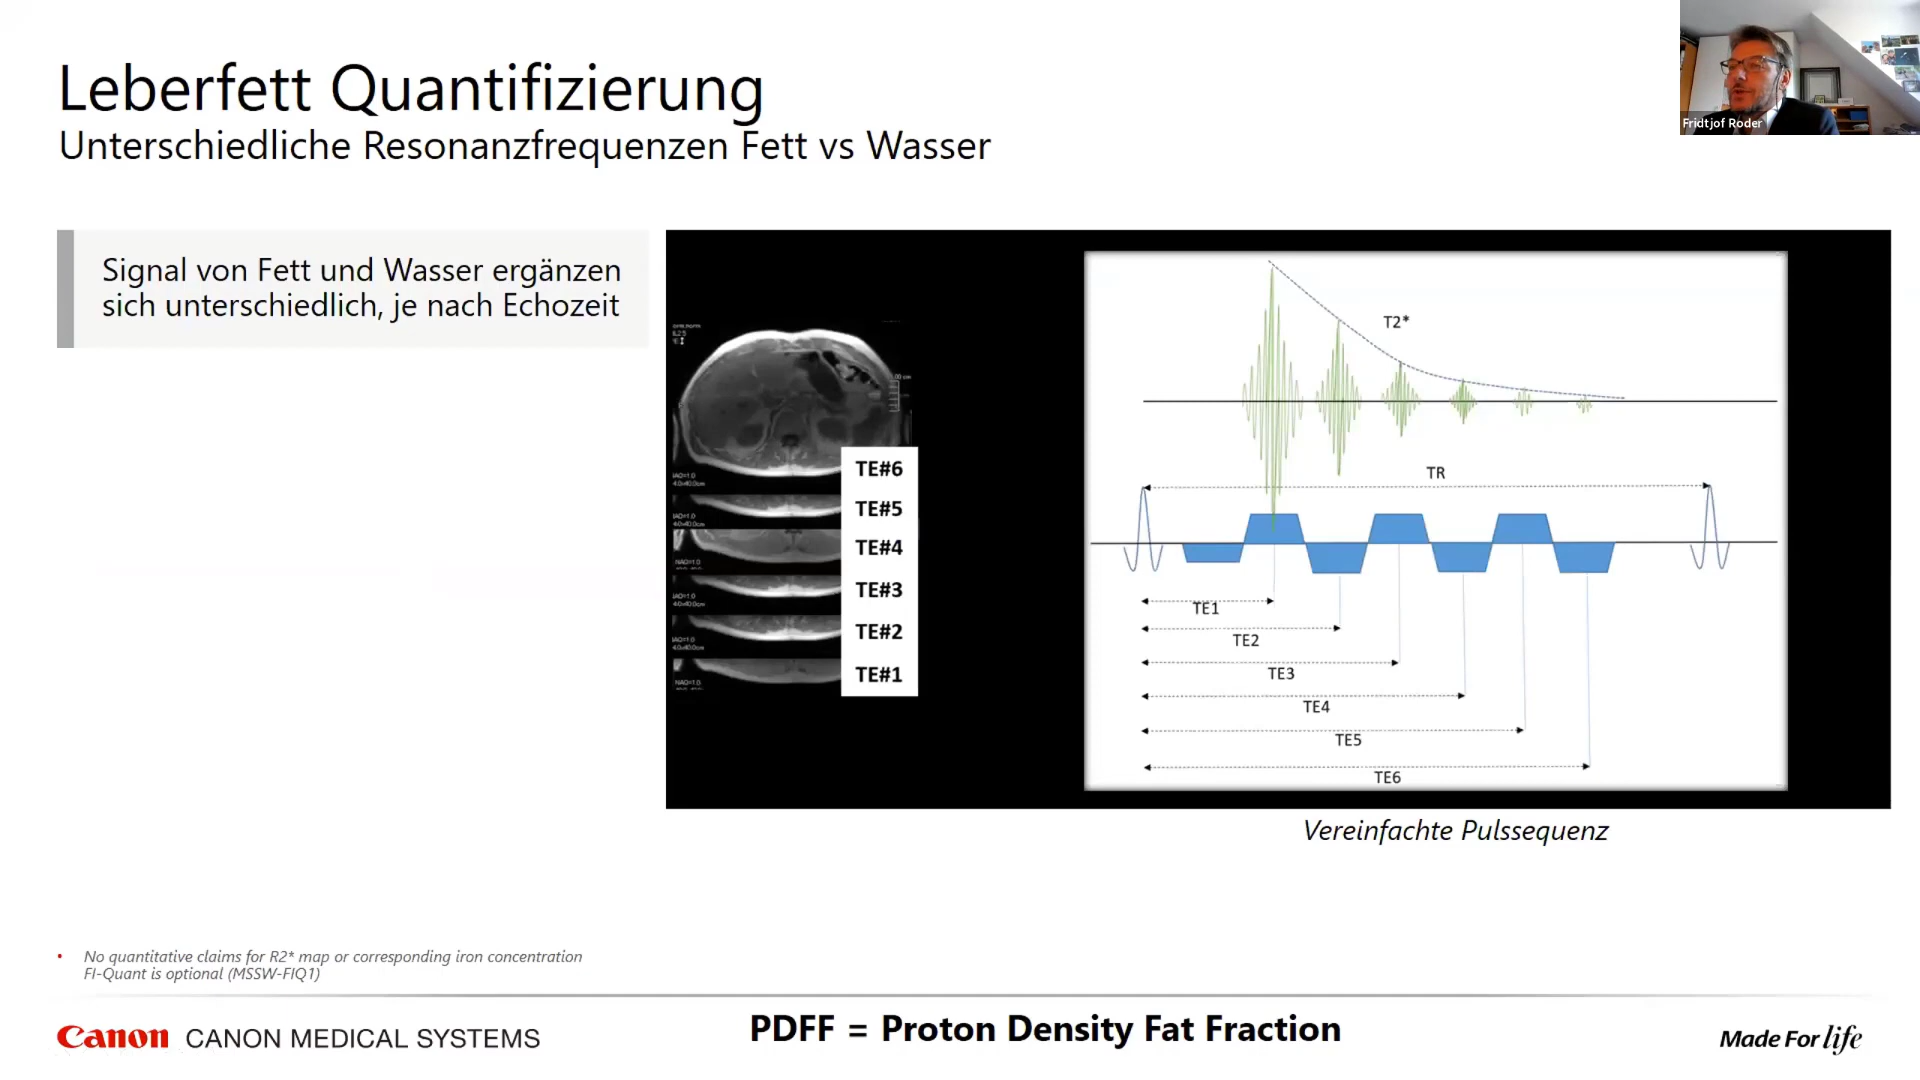 Leberfett Quantifizierung
Unterschiedliche Resonanzfrequenzen Fett vs Wasser
Fridtjof Roder
Signal von Fett und Wasser ergänzen
sich unterschiedlich, je nach Echozeit
TE#6
TE#5
TE#4
TE#3
TE#2
TE#1
T2*
TR
TE1
TE2
TE3
TE4
TE5
TE6
Vereinfachte Pulssequenz
• No quantitative claims for R2* map or corresponding iron concentration
FI-Quant is optional (MSSW-FIQ1)
Canon CANON MEDICAL SYSTEMS
PDFF = Proton Density Fat Fraction
Made For life